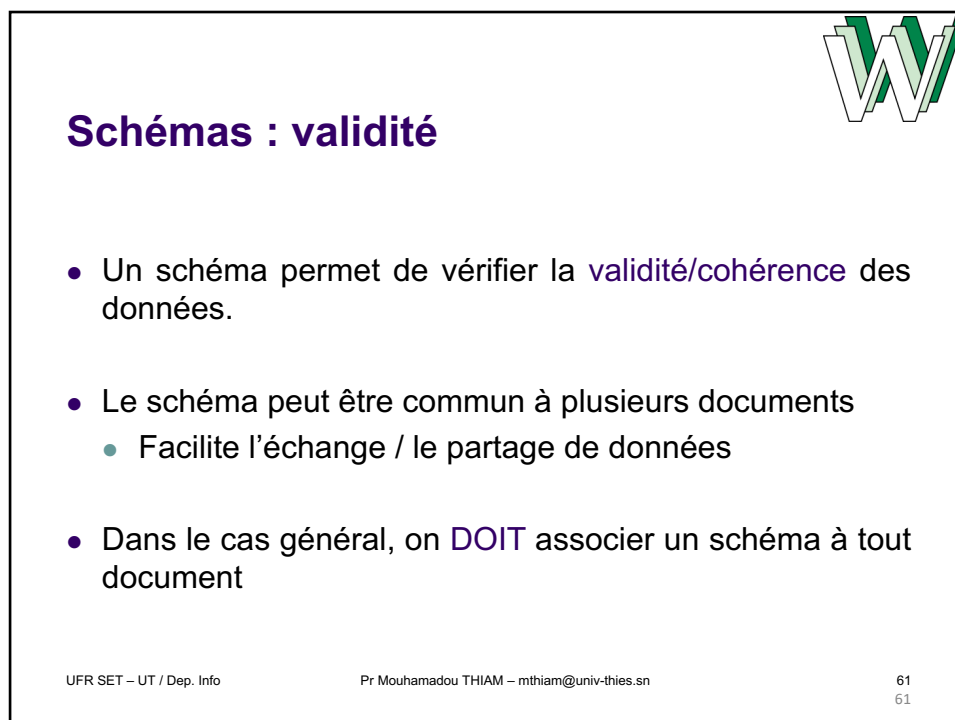 Schémas : validité
● Un schéma permet de vérifier la validité/cohérence des
données.
● Le schéma peut être commun à plusieurs documents
● Facilite l’échange / le partage de données
● Dans le cas général, on DOIT associer un schéma à tout
document
UFR SET – UT / Dep. Info Pr Mouhamadou THIAM – mthiam@univ-thies.sn 61
61
WWW